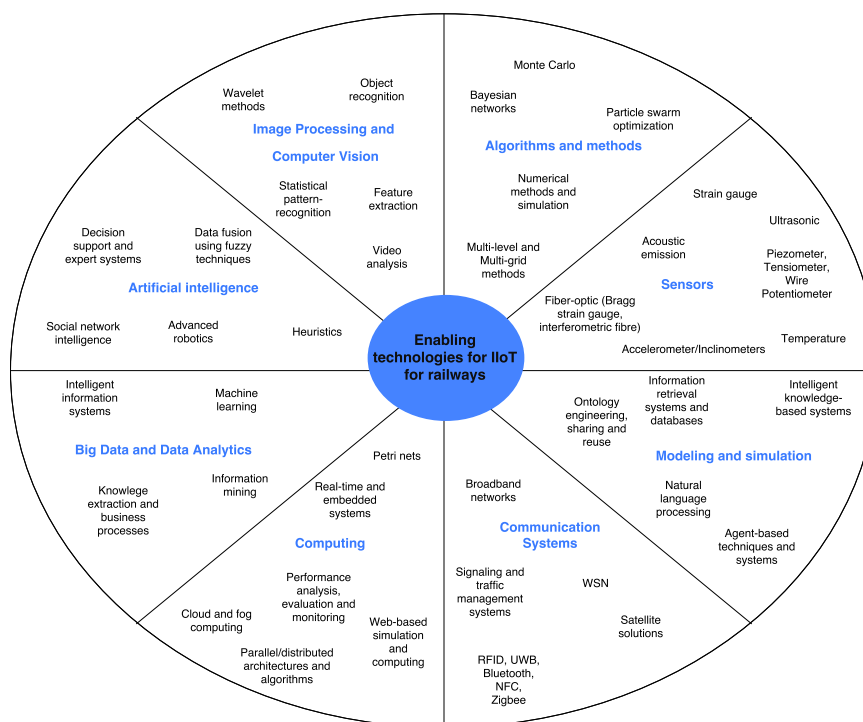 Wavelet
methods
Object
recognition
Image Processing and
Computer Vision
Statistical
pattern-
recognition
Feature
extraction
Video
analysis
Monte Carlo
Bayesian
networks
Particle swarm
optimization
Algorithms and methods
Numerical
methods and
simulation
Multi-level and
Multi-grid
methods
Strain gauge
Ultrasonic
Acoustic
emission
Piezometer,
Tensiometer,
Wire
Potentiometer
Sensors
Fiber-optic (Bragg
strain gauge,
interferometric fibre)
Temperature
Accelerometer/Inclinometers
Decision
support and
expert systems
Data fusion
using fuzzy
techniques
Artificial intelligence
Social network
intelligence
Advanced
robotics
Heuristics
Enabling
technologies for IIoT
for railways
Intelligent
information
systems
Machine
learning
Big Data and Data Analytics
Knowlege
extraction and
business
processes
Information
mining
Petri nets
Real-time and
embedded
systems
Computing
Performance
analysis,
evaluation and
monitoring
Cloud and fog
computing
Web-based
simulation
and
computing
Parallel/distributed
architectures and
algorithms
Broadband
networks
Communication
Systems
Signaling and
traffic
management
systems
WSN
Satellite
solutions
RFID, UWB,
Bluetooth,
NFC,
Zigbee
Ontology
engineering,
sharing and
reuse
Information
retrieval
systems and
databases
Intelligent
knowledge-
based systems
Modeling and simulation
Natural
language
processing
Agent-based
techniques and
systems